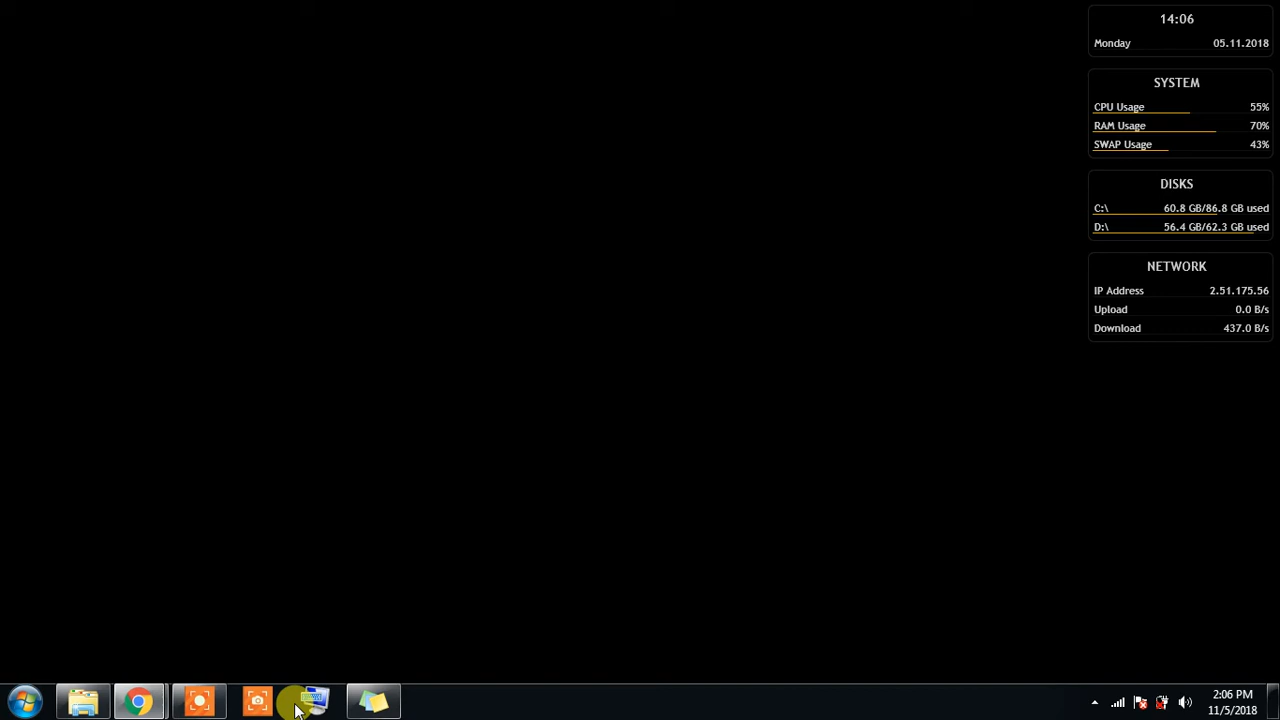 14:06
Monday 05.11.2018
SYSTEM
CPU Usage 55%
RAM Usage 70%
SWAP Usage 43%
DISKS
C:\ 60.8 GB/86.8 GB used
D:\ 56.4 GB/62.3 GB used
NETWORK
IP Address 2.51.175.56
Upload 0.0 B/s
Download 437.0 B/s
2:06 PM
11/5/2018